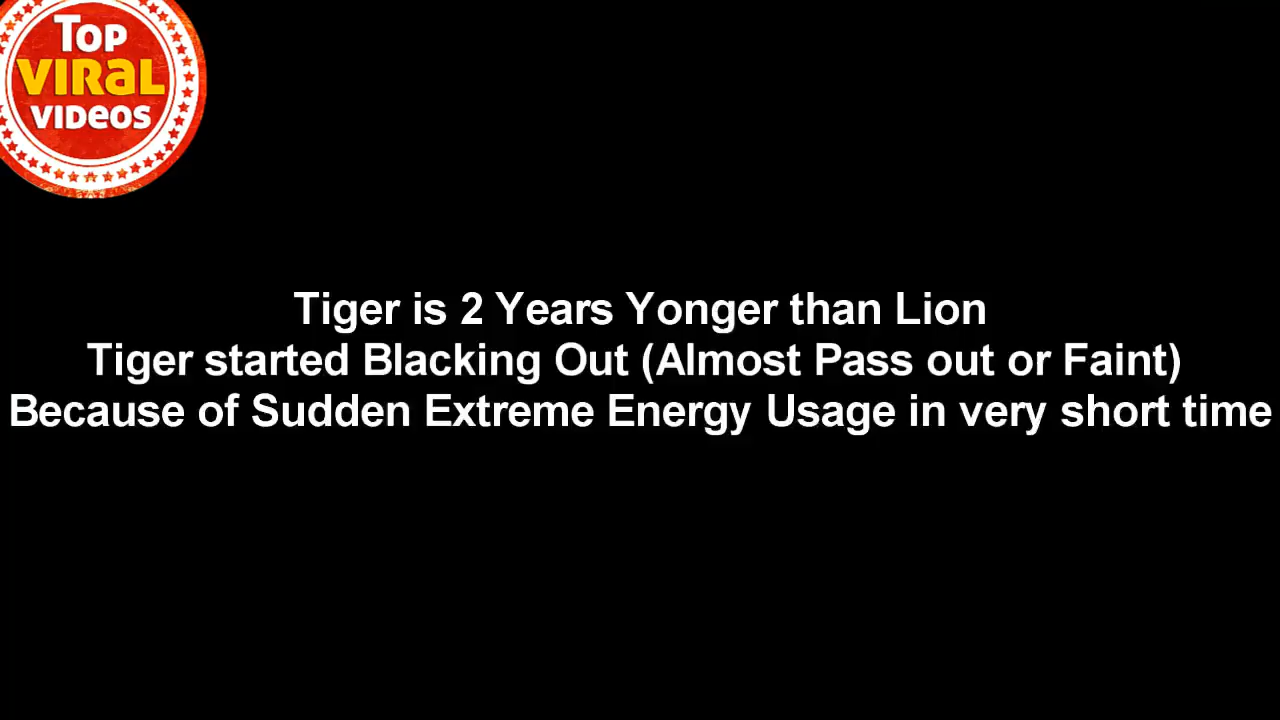 TOP
VIRaL
VIDeOS
Tiger is 2 Years Yonger than Lion
Tiger started Blacking Out (Almost Pass out or Faint)
Because of Sudden Extreme Energy Usage in very short time